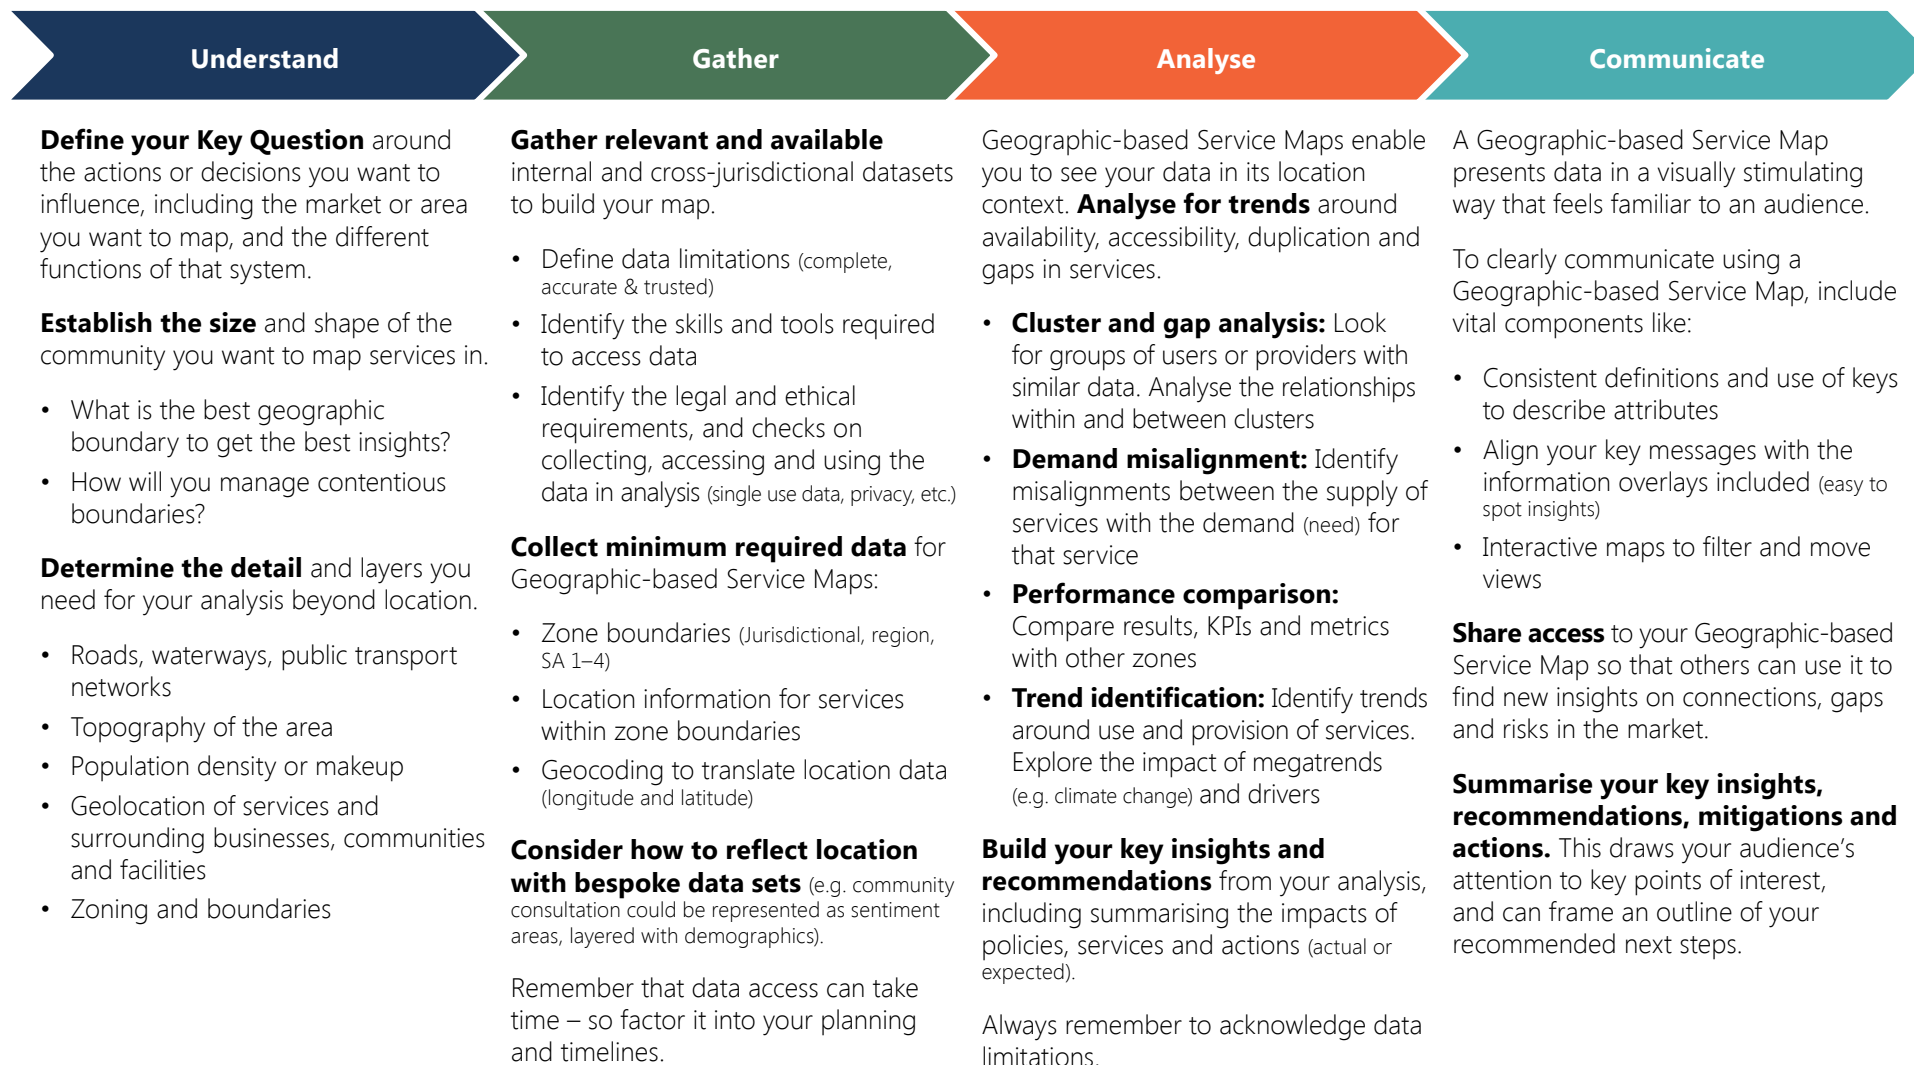 Understand
Gather
Analyse
Communicate
Define your Key Question around
the actions or decisions you want to
influence, including the market or area
you want to map, and the different
functions of that system.
Establish the size and shape of the
community you want to map services in.
• What is the best geographic
boundary to get the best insights?
• How will you manage contentious
boundaries?
Determine the detail and layers you
need for your analysis beyond location.
• Roads, waterways, public transport
networks
• Topography of the area
• Population density or makeup
• Geolocation of services and
surrounding businesses, communities
and facilities
• Zoning and boundaries
Gather relevant and available
internal and cross-jurisdictional datasets
to build your map.
• Define data limitations (complete,
accurate & trusted)
• Identify the skills and tools required
to access data
• Identify the legal and ethical
requirements, and checks on
collecting, accessing and using the
data in analysis (single use data, privacy, etc.)
Collect minimum required data for
Geographic-based Service Maps:
• Zone boundaries (Jurisdictional, region,
SA 1–4)
• Location information for services
within zone boundaries
• Geocoding to translate location data
(longitude and latitude)
Consider how to reflect location
with bespoke data sets (e.g. community
consultation could be represented as sentiment
areas, layered with demographics).
Remember that data access can take
time – so factor it into your planning
and timelines.
Geographic-based Service Maps enable
you to see your data in its location
context. Analyse for trends around
availability, accessibility, duplication and
gaps in services.
• Cluster and gap analysis: Look
for groups of users or providers with
similar data. Analyse the relationships
within and between clusters
• Demand misalignment: Identify
misalignments between the supply of
services with the demand (need) for
that service
• Performance comparison:
Compare results, KPIs and metrics
with other zones
• Trend identification: Identify trends
around use and provision of services.
Explore the impact of megatrends
(e.g. climate change) and drivers
Build your key insights and
recommendations from your analysis,
including summarising the impacts of
policies, services and actions (actual or
expected).
Always remember to acknowledge data
limitations.
A Geographic-based Service Map
presents data in a visually stimulating
way that feels familiar to an audience.
To clearly communicate using a
Geographic-based Service Map, include
vital components like:
• Consistent definitions and use of keys
to describe attributes
• Align your key messages with the
information overlays included (easy to
spot insights)
• Interactive maps to filter and move
views
Share access to your Geographic-based
Service Map so that others can use it to
find new insights on connections, gaps
and risks in the market.
Summarise your key insights,
recommendations, mitigations and
actions. This draws your audience’s
attention to key points of interest,
and can frame an outline of your
recommended next steps.